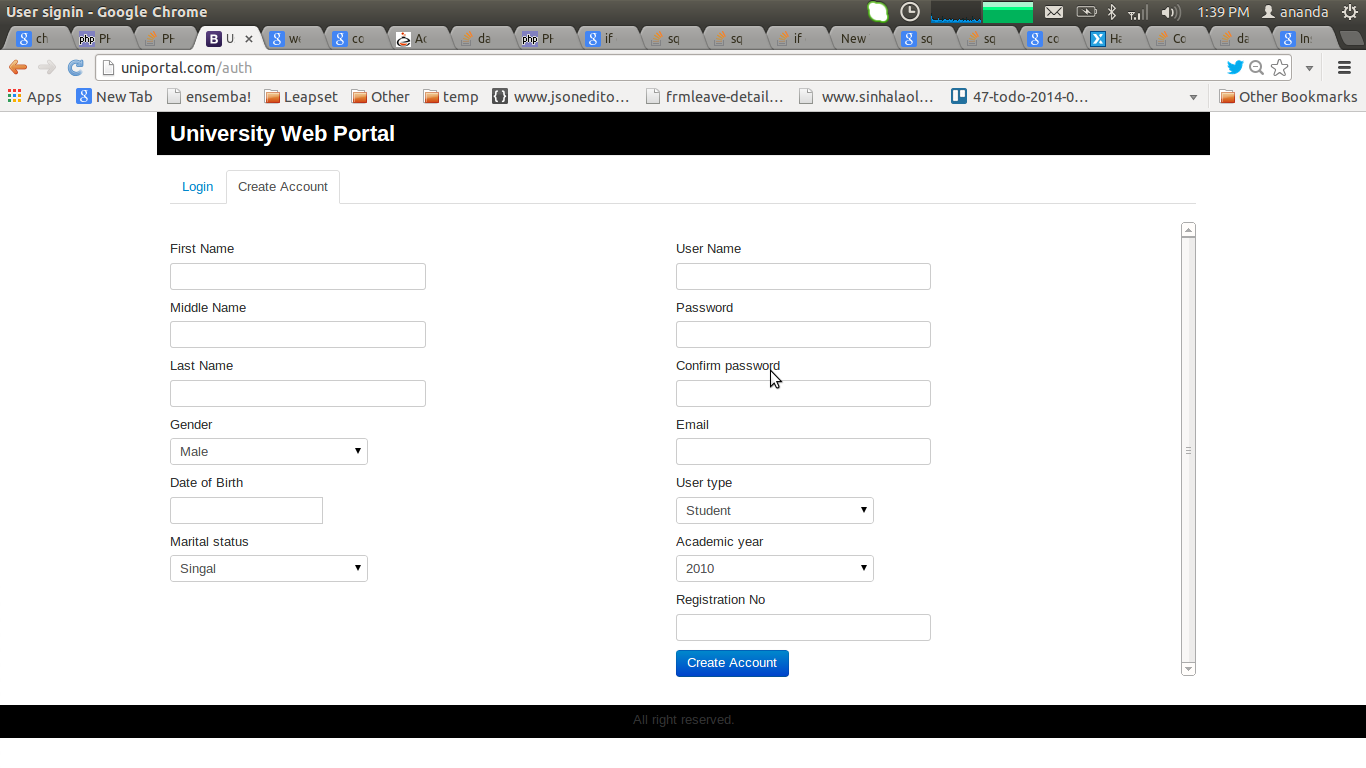 User signin - Google Chrome
1:39 PM ananda
ch PH PH U we co Ac da PH if sq sq if New sq sq co Ha Co da In
uniportal.com/auth
Apps New Tab ensemba! Leapset Other temp www.jsonedito... frmleave-detail... www.sinhalaol... 47-todo-2014-0... Other Bookmarks
University Web Portal
Login Create Account
First Name
Middle Name
Last Name
Gender
Male
Date of Birth
Marital status
Singal
User Name
Password
Confirm password
Email
User type
Student
Academic year
2010
Registration No
Create Account
All right reserved.